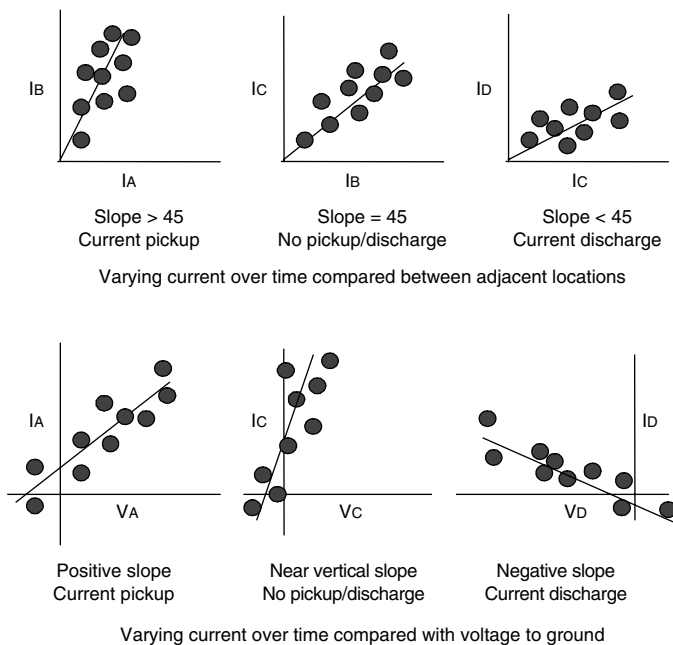 IB
IA
Slope > 45
Current pickup
IC
IB
Slope = 45
No pickup/discharge
ID
IC
Slope < 45
Current discharge
Varying current over time compared between adjacent locations
IA
VA
Positive slope
Current pickup
IC
VC
Near vertical slope
No pickup/discharge
ID
VD
Negative slope
Current discharge
Varying current over time compared with voltage to ground